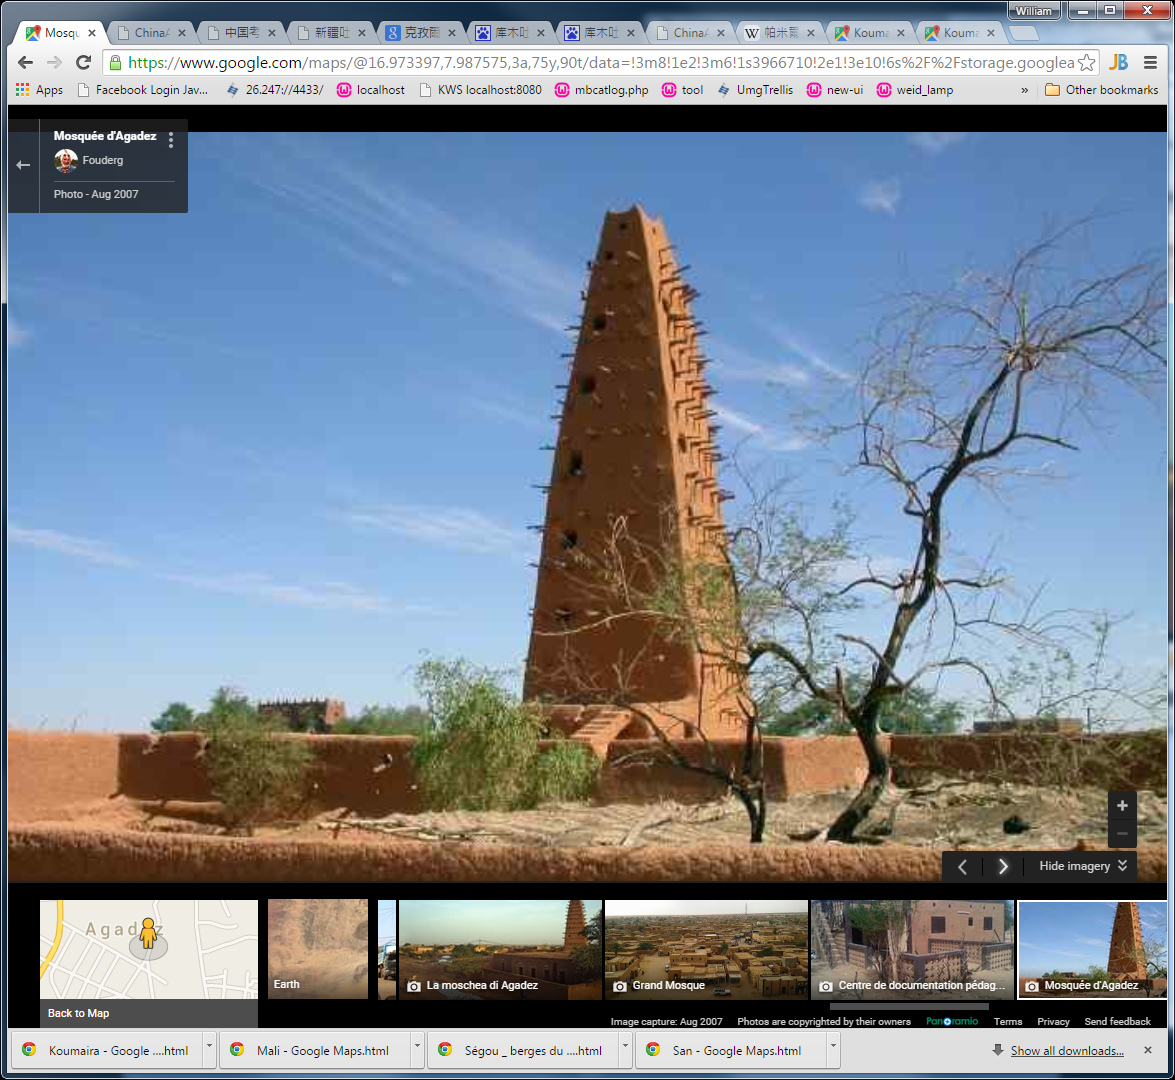 William
Mosqu
ChinaA
中国考
新疆吐
克孜爾
库木吐
库木吐
ChinaA
帕米爾
Kouma
Kouma
https://www.google.com/maps/@16.973397,7.987575,3a,75y,90t/data=!3m8!1e2!3m6!1s3966710!2e1!3e10!6s%2F%2Fstorage.googlea
Apps
Facebook Login Jav...
26.247://4433/
localhost
KWS localhost:8080
mbcatlog.php
tool
UmgTrellis
new-ui
weid_lamp
»
Other bookmarks
Mosquée d'Agadez
Fouderg
Photo - Aug 2007
Hide imagery
Agadez
Back to Map
Earth
La moschea di Agadez
Grand Mosque
Centre de documentation pédag...
Mosquée d'Agadez
Image capture: Aug 2007
Photos are copyrighted by their owners
Panoramio
Terms
Privacy
Send feedback
Koumaira - Google ....html
Mali - Google Maps.html
Ségou _ berges du ....html
San - Google Maps.html
Show all downloads...